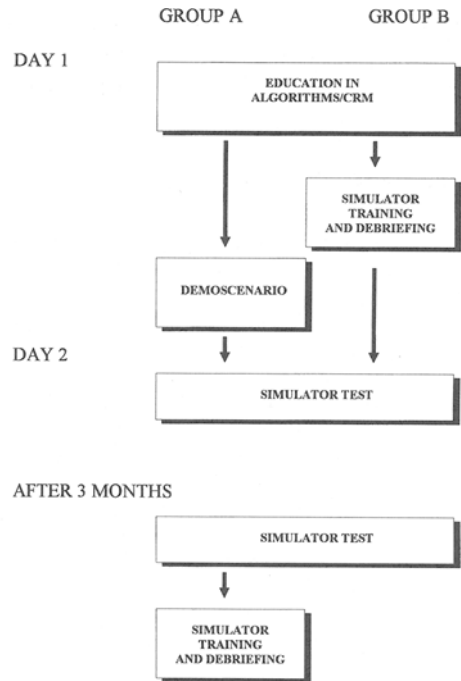 GROUP A GROUP B
DAY 1
EDUCATION IN
ALGORITHMS/CRM
SIMULATOR
TRAINING
AND DEBRIEFING
DEMOSCENARIO
DAY 2
SIMULATOR TEST
AFTER 3 MONTHS
SIMULATOR TEST
SIMULATOR
TRAINING
AND DEBRIEFING